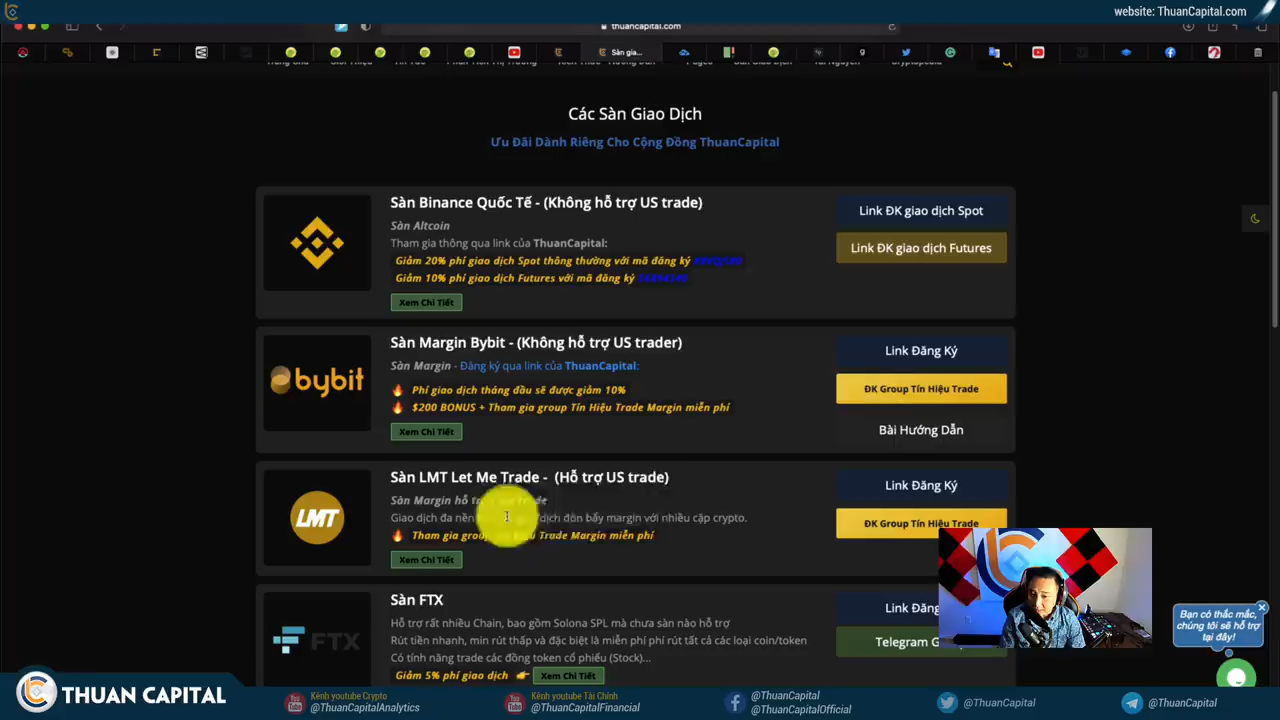 website: ThuanCapital.com
thuancapital.com
Sàn gia...
Các Sàn Giao Dịch
Ưu Đãi Dành Riêng Cho Cộng Đồng ThuanCapital
Sàn Binance Quốc Tế - (Không hỗ trợ US trade)
Sàn Altcoin
Tham gia thông qua link của ThuanCapital:
Giảm 20% phí giao dịch Spot thông thường với mã đăng ký
Giảm 10% phí giao dịch Futures với mã đăng ký
Xem Chi Tiết
Link ĐK giao dịch Spot
Link ĐK giao dịch Futures
bybit
Sàn Margin Bybit - (Không hỗ trợ US trader)
Sàn Margin - Đăng ký qua link của ThuanCapital:
Phí giao dịch tháng đầu sẽ được giảm 10%
$200 BONUS + Tham gia group Tín Hiệu Trade Margin miễn phí
Xem Chi Tiết
Link Đăng Ký
ĐK Group Tín Hiệu Trade
Bài Hướng Dẫn
LMT
Sàn LMT Let Me Trade - (Hỗ trợ US trade)
Sàn Margin hỗ
Giao dịch đa nền dịch đòn bẩy margin với nhiều cặp crypto.
Tham gia group Trade Margin miễn phí
Xem Chi Tiết
Link Đăng Ký
ĐK Group Tín Hiệu Trade
FTX
Sàn FTX
Hỗ trợ rất nhiều Chain, bao gồm Solona SPL mà chưa sàn nào hỗ trợ
Rút tiền nhanh, min rút thấp và đặc biệt là miễn phí phí rút tất cả các loại coin/token
Có tính năng trade các đồng token cổ phiếu (Stock)...
Giảm 5% phí giao dịch
Xem Chi Tiết
Link
Telegram
Bạn có thắc mắc,
chúng tôi sẽ hỗ trợ
tại đây!
THUAN CAPITAL
Kênh youtube Crypto
@ThuanCapitalAnalytics
Kênh youtube Tài Chính
@ThuanCapitalFinancial
@ThuanCapital
@ThuanCapitalOfficial
@ThuanCapital
@ThuanCapital